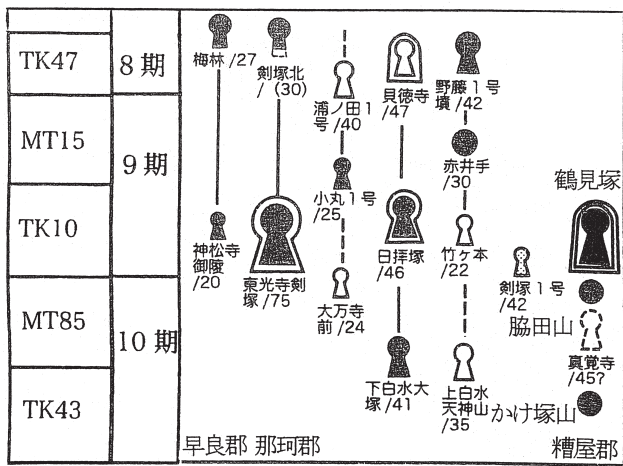 TK47
MT15
TK10
MT85
TK43
8期
9期
10期
梅林/27
神松寺
御陵
/20
剣塚北
/(30)
東光寺剣
塚/75
浦ノ田1
号/40
小丸1号
/25
大万寺
前/24
貝徳寺
/47
日拝塚
/46
下白水大
塚/41
野藤1号
墳/42
赤井手
/30
竹ヶ本
/22
上白水
天神山
/35
剣塚1号
/42
鶴見塚
脇田山
真覚寺
/45?
かけ塚山
早良郡 那珂郡
糟屋郡